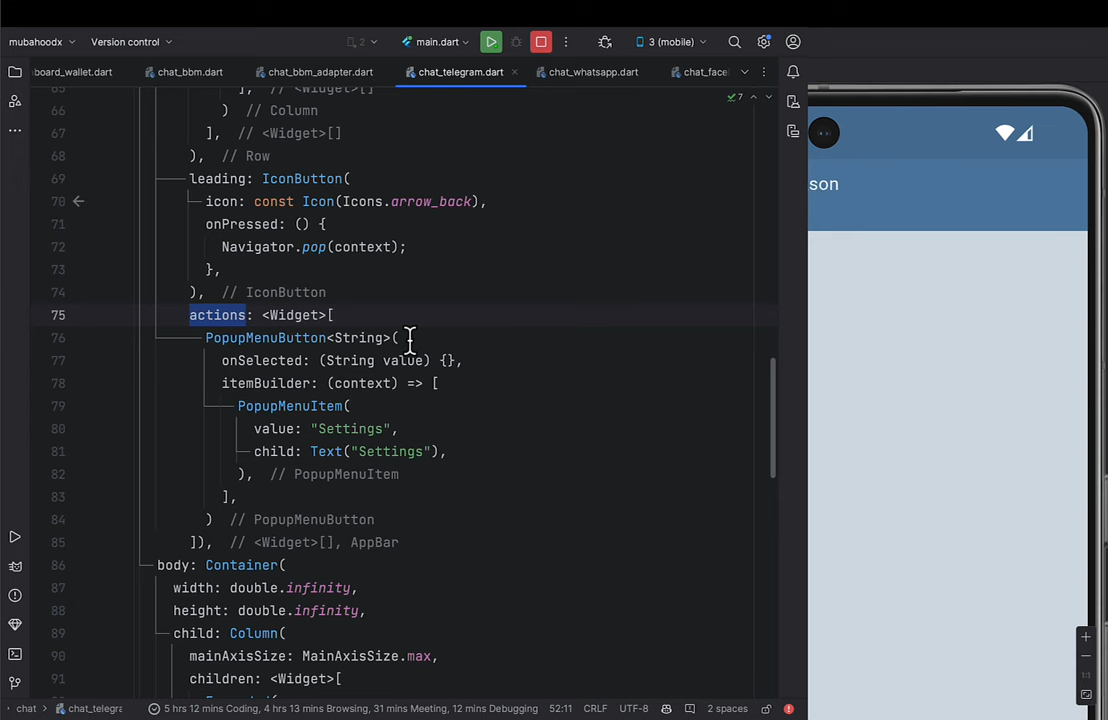 mubahoodx Version control 2 main.dart 3 (mobile)
board_wallet.dart chat_bbm.dart chat_bbm_adapter.dart chat_telegram.dart chat_whatsapp.dart chat_face
7
65 ], // <Widget>[]
66 ) // Column
67 ], // <Widget>[]
68 ), // Row
69 leading: IconButton(
70 icon: const Icon(Icons.arrow_back),
71 onPressed: () {
72 Navigator.pop(context);
73 },
74 ), // IconButton
75 actions: <Widget>[
76 PopupMenuButton<String>(
77 onSelected: (String value) {},
78 itemBuilder: (context) => [
79 PopupMenuItem(
80 value: "Settings",
81 child: Text("Settings"),
82 ), // PopupMenuItem
83 ],
84 ) // PopupMenuButton
85 ]), // <Widget>[], AppBar
86 body: Container(
87 width: double.infinity,
88 height: double.infinity,
89 child: Column(
90 mainAxisSize: MainAxisSize.max,
91 children: <Widget>[
son
1:1
chat chat_telegra 5 hrs 12 mins Coding, 4 hrs 13 mins Browsing, 31 mins Meeting, 12 mins Debugging 52:11 CRLF UTF-8 2 spaces